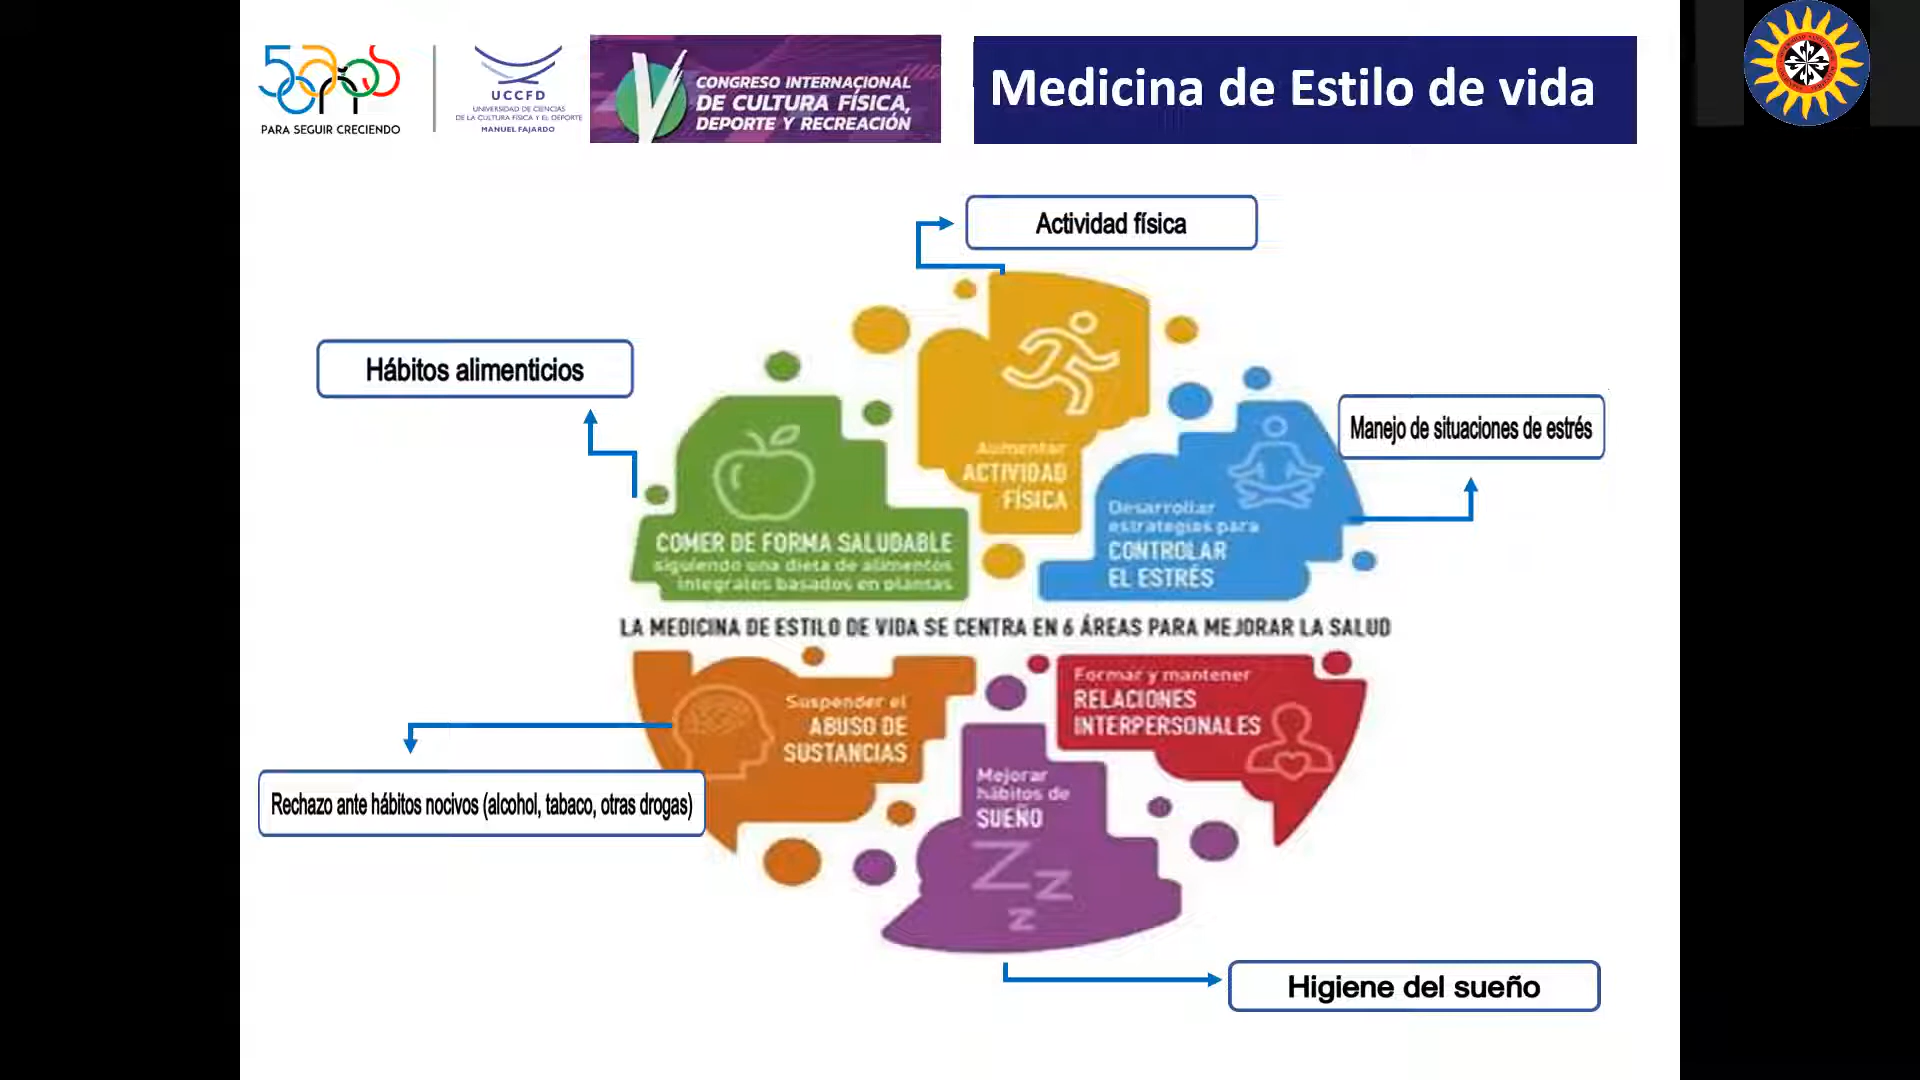 50 AÑOS
PARA SEGUIR CRECIENDO
UCCFD
UNIVERSIDAD DE CIENCIAS
DE LA CULTURA FÍSICA Y EL DEPORTE
MANUEL FAJARDO
V
CONGRESO INTERNACIONAL
DE CULTURA FÍSICA,
DEPORTE Y RECREACIÓN
Medicina de Estilo de vida
Actividad física
Hábitos alimenticios
Manejo de situaciones de estrés
Aumentar
ACTIVIDAD
FÍSICA
Desarrollar
estrategias para
CONTROLAR
EL ESTRÉS
COMER DE FORMA SALUDABLE
siguiendo una dieta de alimentos
integrales basados en plantas
LA MEDICINA DE ESTILO DE VIDA SE CENTRA EN 6 ÁREAS PARA MEJORAR LA SALUD
Suspender el
ABUSO DE
SUSTANCIAS
Formar y mantener
RELACIONES
INTERPERSONALES
Mejorar
hábitos de
SUEÑO
Z Z Z
Rechazo ante hábitos nocivos (alcohol, tabaco, otras drogas)
Higiene del sueño